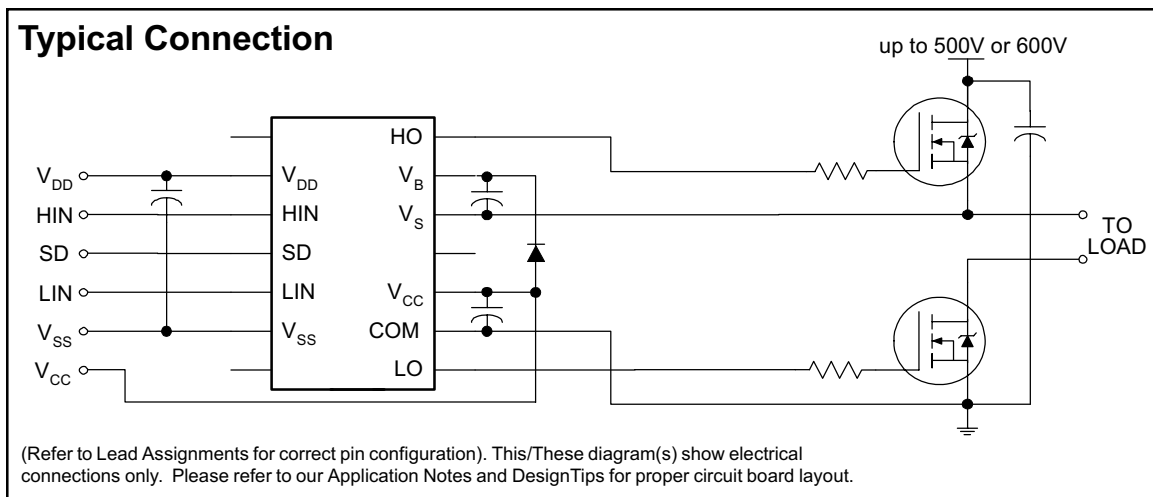 Typical Connection
up to 500V or 600V
HO
VDD
VDD
VB
HIN
HIN
VS
TO
LOAD
SD
SD
LIN
LIN
VCC
VSS
VSS
COM
VCC
LO
(Refer to Lead Assignments for correct pin configuration). This/These diagram(s) show electrical
connections only.  Please refer to our Application Notes and DesignTips for proper circuit board layout.